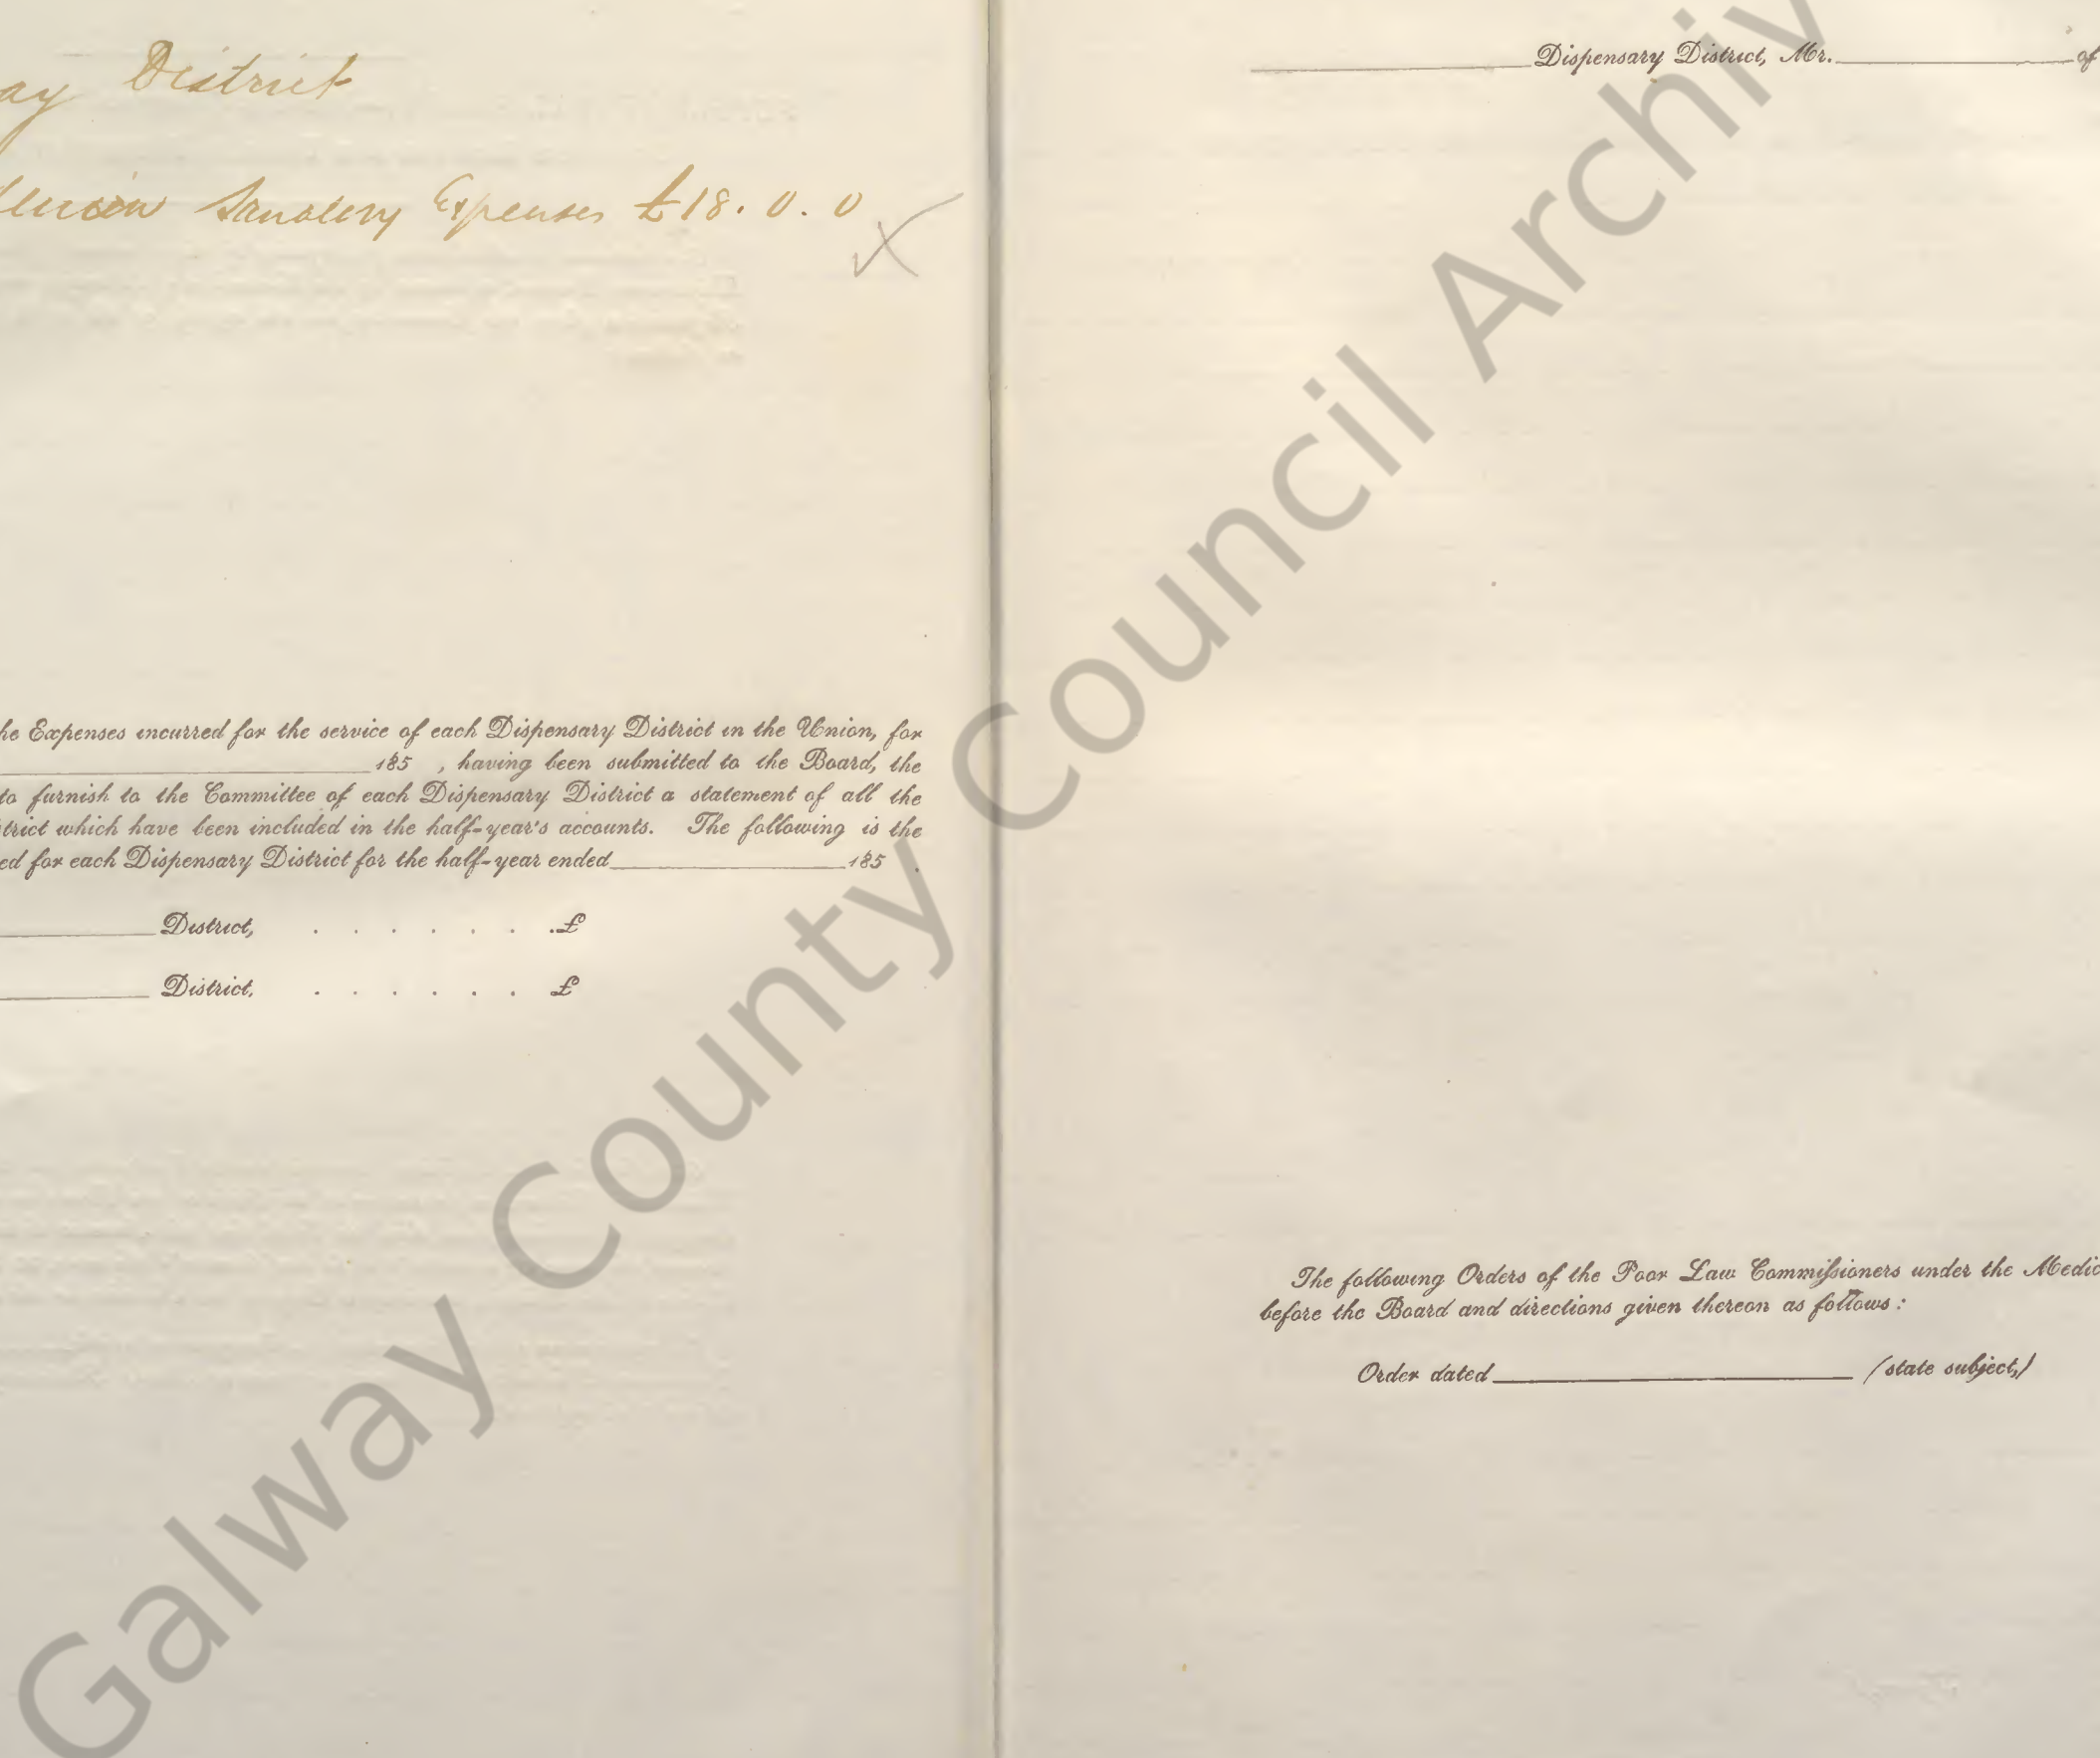 ay District
Union Sanatory Expenses £18. 0. 0
he Expenses incurred for the service of each Dispensary District in the Union, for
185 , having been submitted to the Board, the
to furnish to the Committee of each Dispensary District a statement of all the
trict which have been included in the half-year's accounts. The following is the
ed for each Dispensary District for the half-year ended 185 .
District, . . . . . . . £
District, . . . . . . £
Dispensary District, Mr. of
The following Orders of the Poor Law Commissioners under the Medic
before the Board and directions given thereon as follows:
Order dated (state subject,)
Galway County Council Archiv